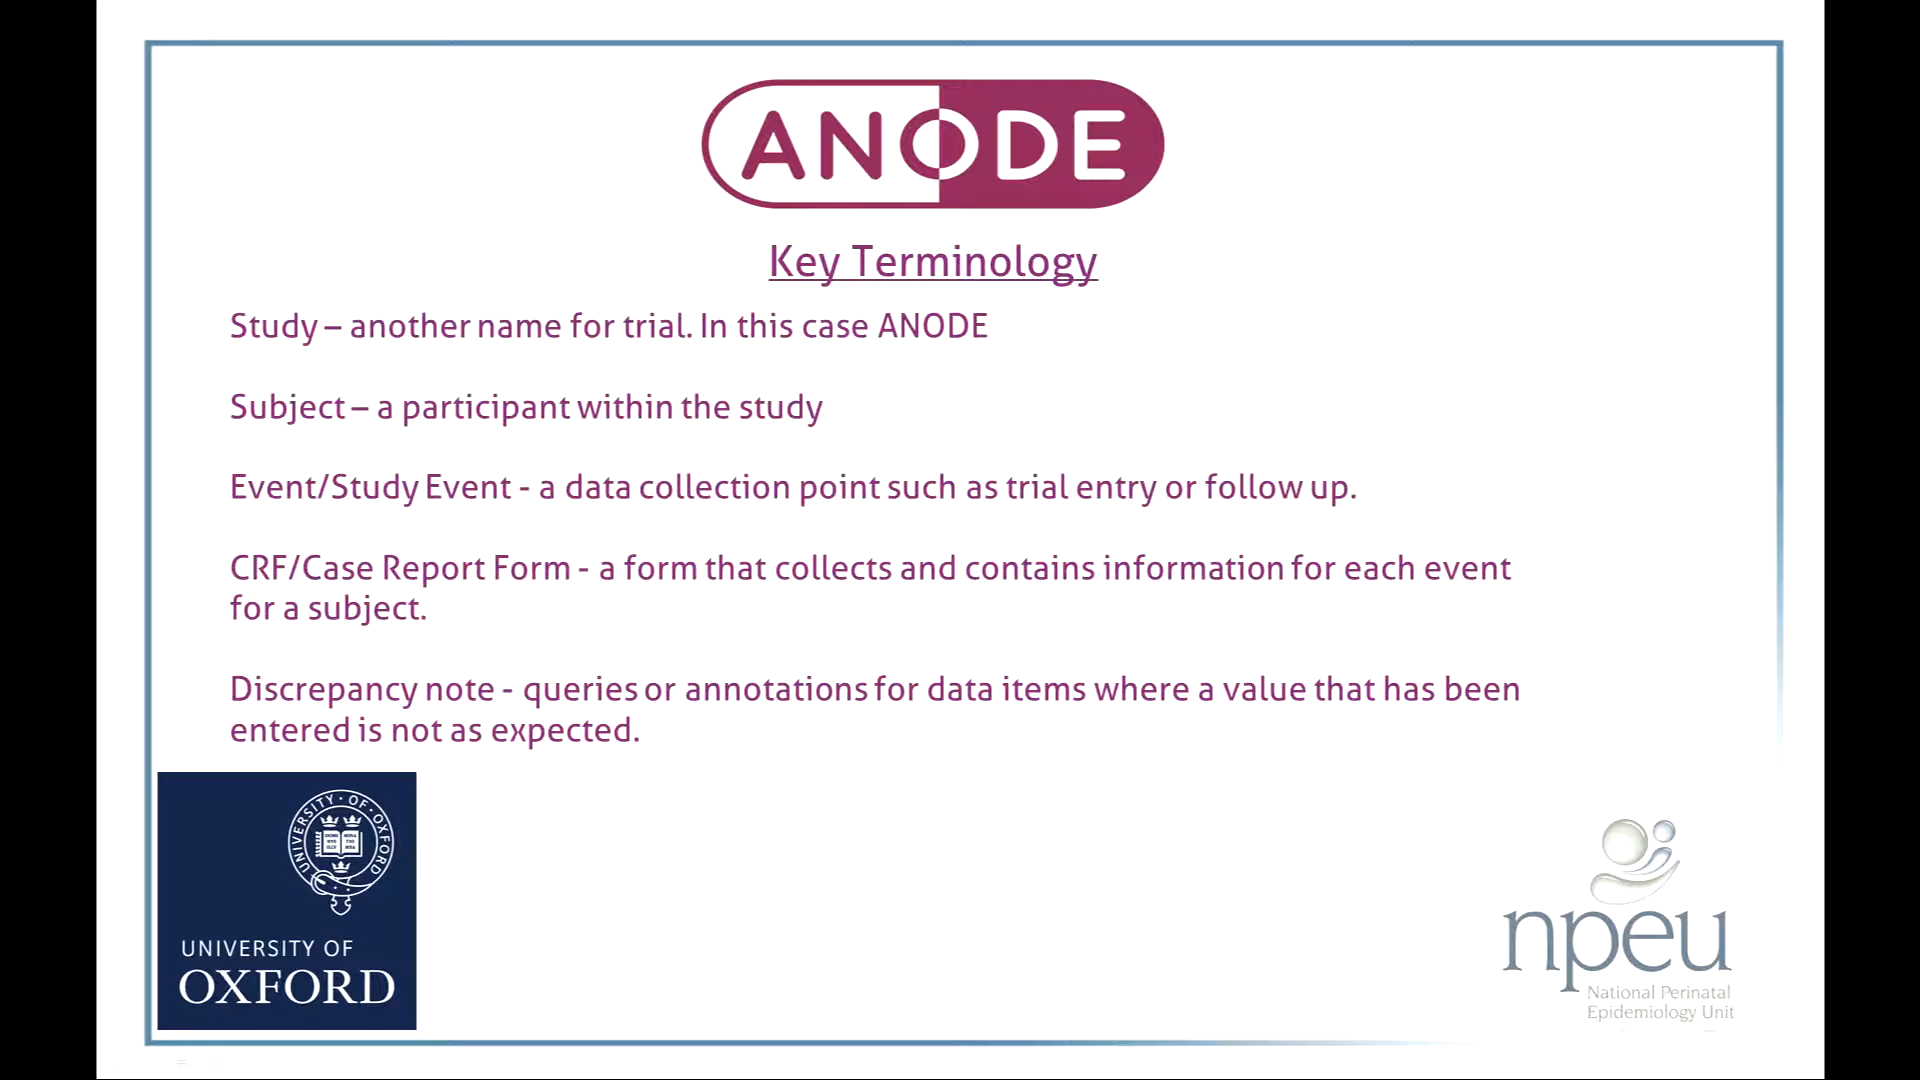 ANODE
Key Terminology
Study – another name for trial. In this case ANODE
Subject – a participant within the study
Event/Study Event - a data collection point such as trial entry or follow up.
CRF/Case Report Form - a form that collects and contains information for each event
for a subject.
Discrepancy note - queries or annotations for data items where a value that has been
entered is not as expected.
UNIVERSITY · OF · OXFORD
UNIVERSITY OF
OXFORD
npeu
National Perinatal
Epidemiology Unit